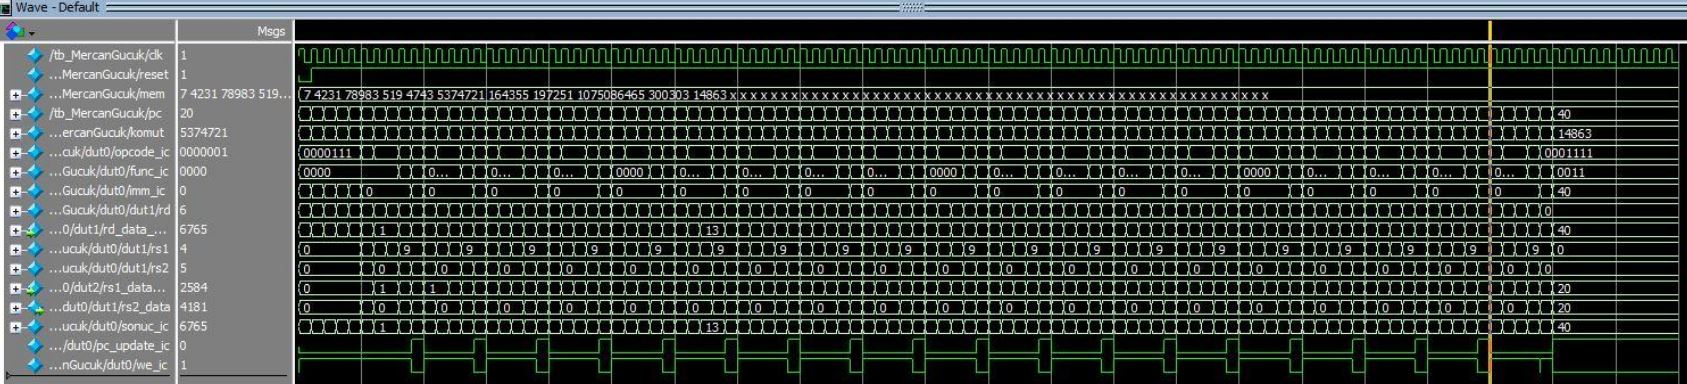 Wave - Default
Msgs
/tb_MercanGucuk/clk 1
...MercanGucuk/reset 1
...MercanGucuk/mem 7 4231 78983 519... 7 4231 78983 519 4743 5374721 164355 197251 1075086465 300303 14863 x x x x x x x x x x x x x x x x x x x x x x x x x x x x x x x x x x x x x x x x x x x
/tb_MercanGucuk/pc 20 40
...ercanGucuk/komut 5374721 14863
...cuk/dut0/opcode_ic 0000001 0000111 0001111
...Gucuk/dut0/func_ic 0000 0000 0... 0... 0... 0000 0... 0... 0... 0... 0000 0... 0... 0... 0... 0000 0... 0... 0... 0... 0011
...Gucuk/dut0/imm_ic 0 0 0 0 0 0 0 0 0 0 0 0 0 0 0 0 0 0 0 0 40
...Gucuk/dut0/dut1/rd 6 0
...0/dut1/rd_data_... 6765 1 13 40
...ucuk/dut0/dut1/rs1 4 0 9 9 9 9 9 9 9 9 9 9 9 9 9 9 9 9 9 9 9 0
...ucuk/dut0/dut1/rs2 5 0 0 0 0 0 0 0 0 0 0 0 0 0 0 0 0 0 0 0 0 0
...0/dut2/rs1_data... 2584 0 1 1 20
...dut0/dut1/rs2_data 4181 0 0 0 0 0 0 0 0 0 0 0 0 0 0 0 0 0 0 0 0 20
...ucuk/dut0/sonuc_ic 6765 1 13 40
.../dut0/pc_update_ic 0
...nGucuk/dut0/we_ic 1